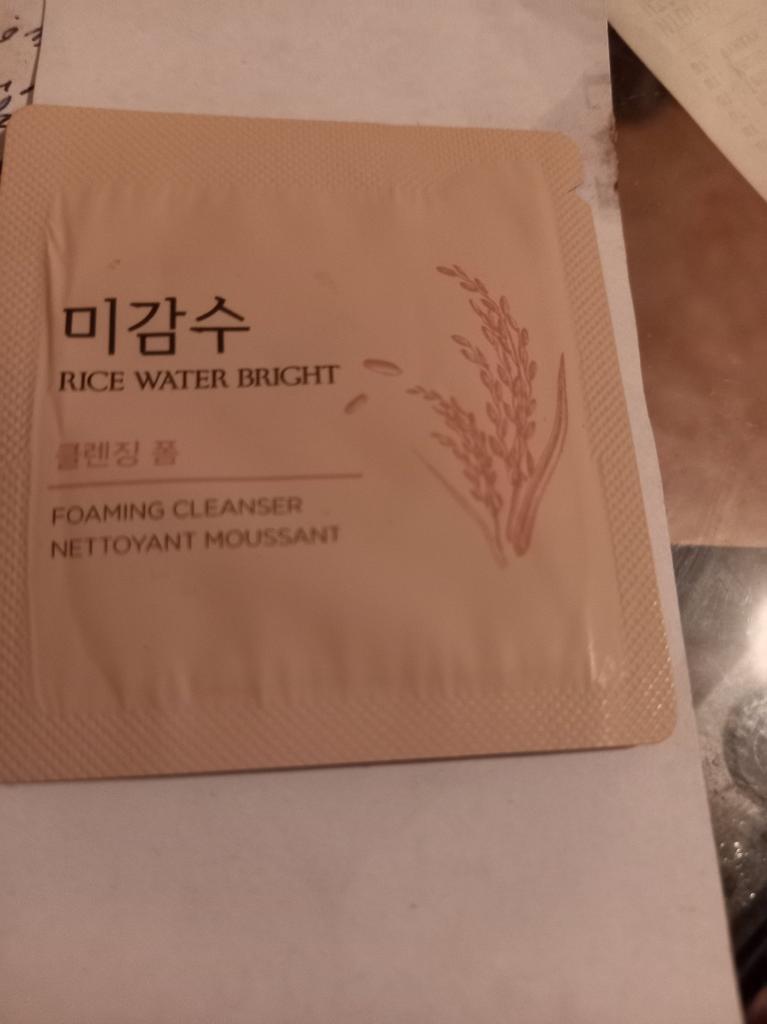 미감수
RICE WATER BRIGHT
클렌징 폼
FOAMING CLEANSER
NETTOYANT MOUSSANT